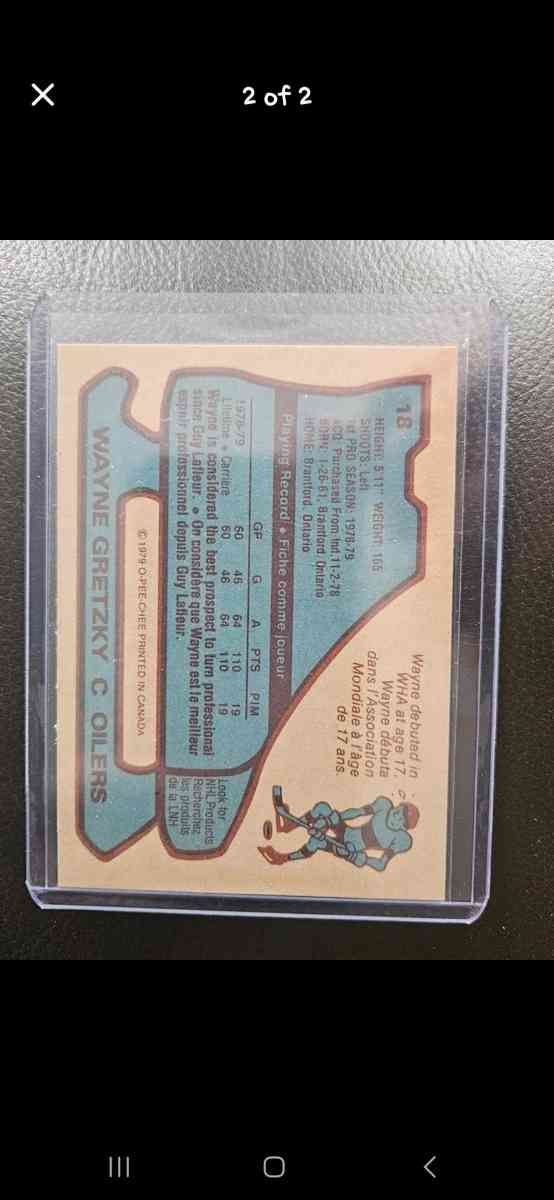 2 of 2
18
HEIGHT: 5'11" WEIGHT: 165
SHOOTS: Left
1st PRO SEASON: 1978-79
ACQ: Purchased From Ind. 11-2-78
BORN: 1-26-61, Brantford, Ontario
HOME: Brantford, Ontario
Wayne debuted in
WHA at age 17.
Wayne débuta
dans l'Association
Mondiale à l'âge
de 17 ans.
Playing Record • Fiche comme joueur
GP G A PTS PIM
1978-79 60 46 64 110 19
Lifetime • Carrière 60 46 64 110 19
Wayne is considered the best prospect to turn professional
since Guy Lafleur. • On considère que Wayne est le meilleur
espoir professionnel depuis Guy Lafleur.
Look for
NHL Products
Recherchez
les produits
de la LNH
© 1979 O-PEE-CHEE PRINTED IN CANADA
WAYNE GRETZKY C OILERS